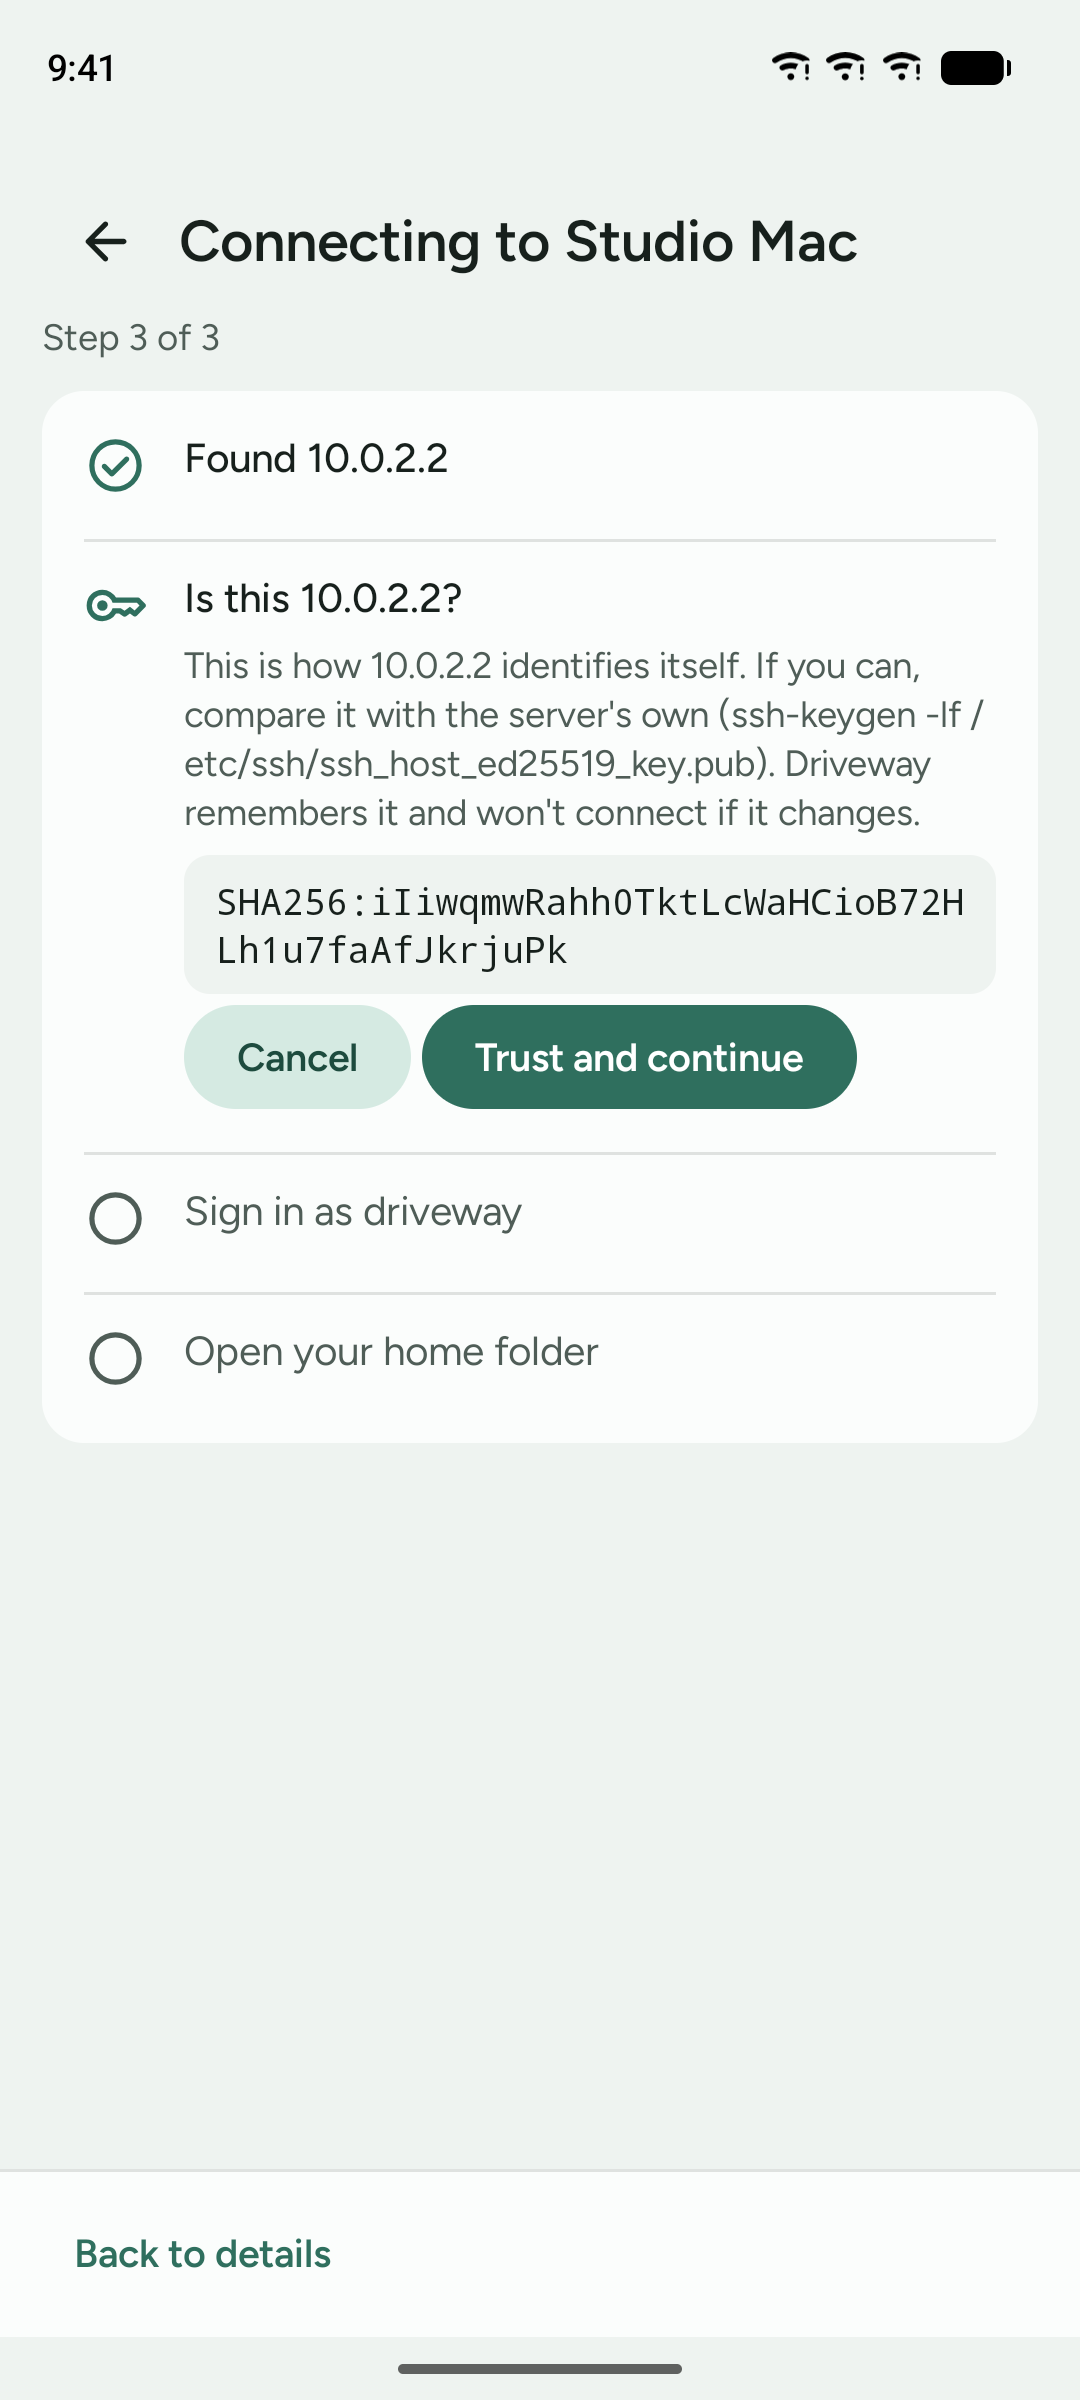 9:41
Connecting to Studio Mac
Step 3 of 3
Found 10.0.2.2
Is this 10.0.2.2?
This is how 10.0.2.2 identifies itself. If you can,
compare it with the server's own (ssh-keygen -lf /
etc/ssh/ssh_host_ed25519_key.pub). Driveway
remembers it and won't connect if it changes.
SHA256:iIiwqmwRahh0TktLcWaHCioB72H
Lh1u7faAfJkrjuPk
Cancel
Trust and continue
Sign in as driveway
Open your home folder
Back to details